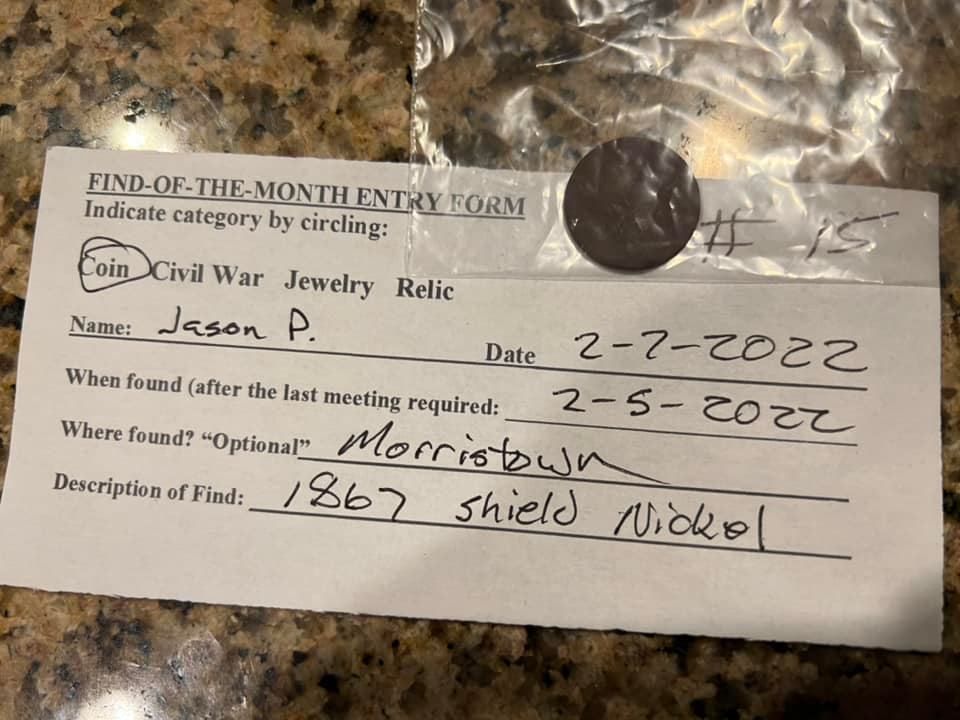 FIND-OF-THE-MONTH ENTRY FORM
Indicate category by circling:
# 15
Coin Civil War Jewelry Relic
Name: Jason P.
Date 2-7-2022
When found (after the last meeting required: 2-5-2022
Where found? “Optional” Morristown
Description of Find: 1867 shield Nickel